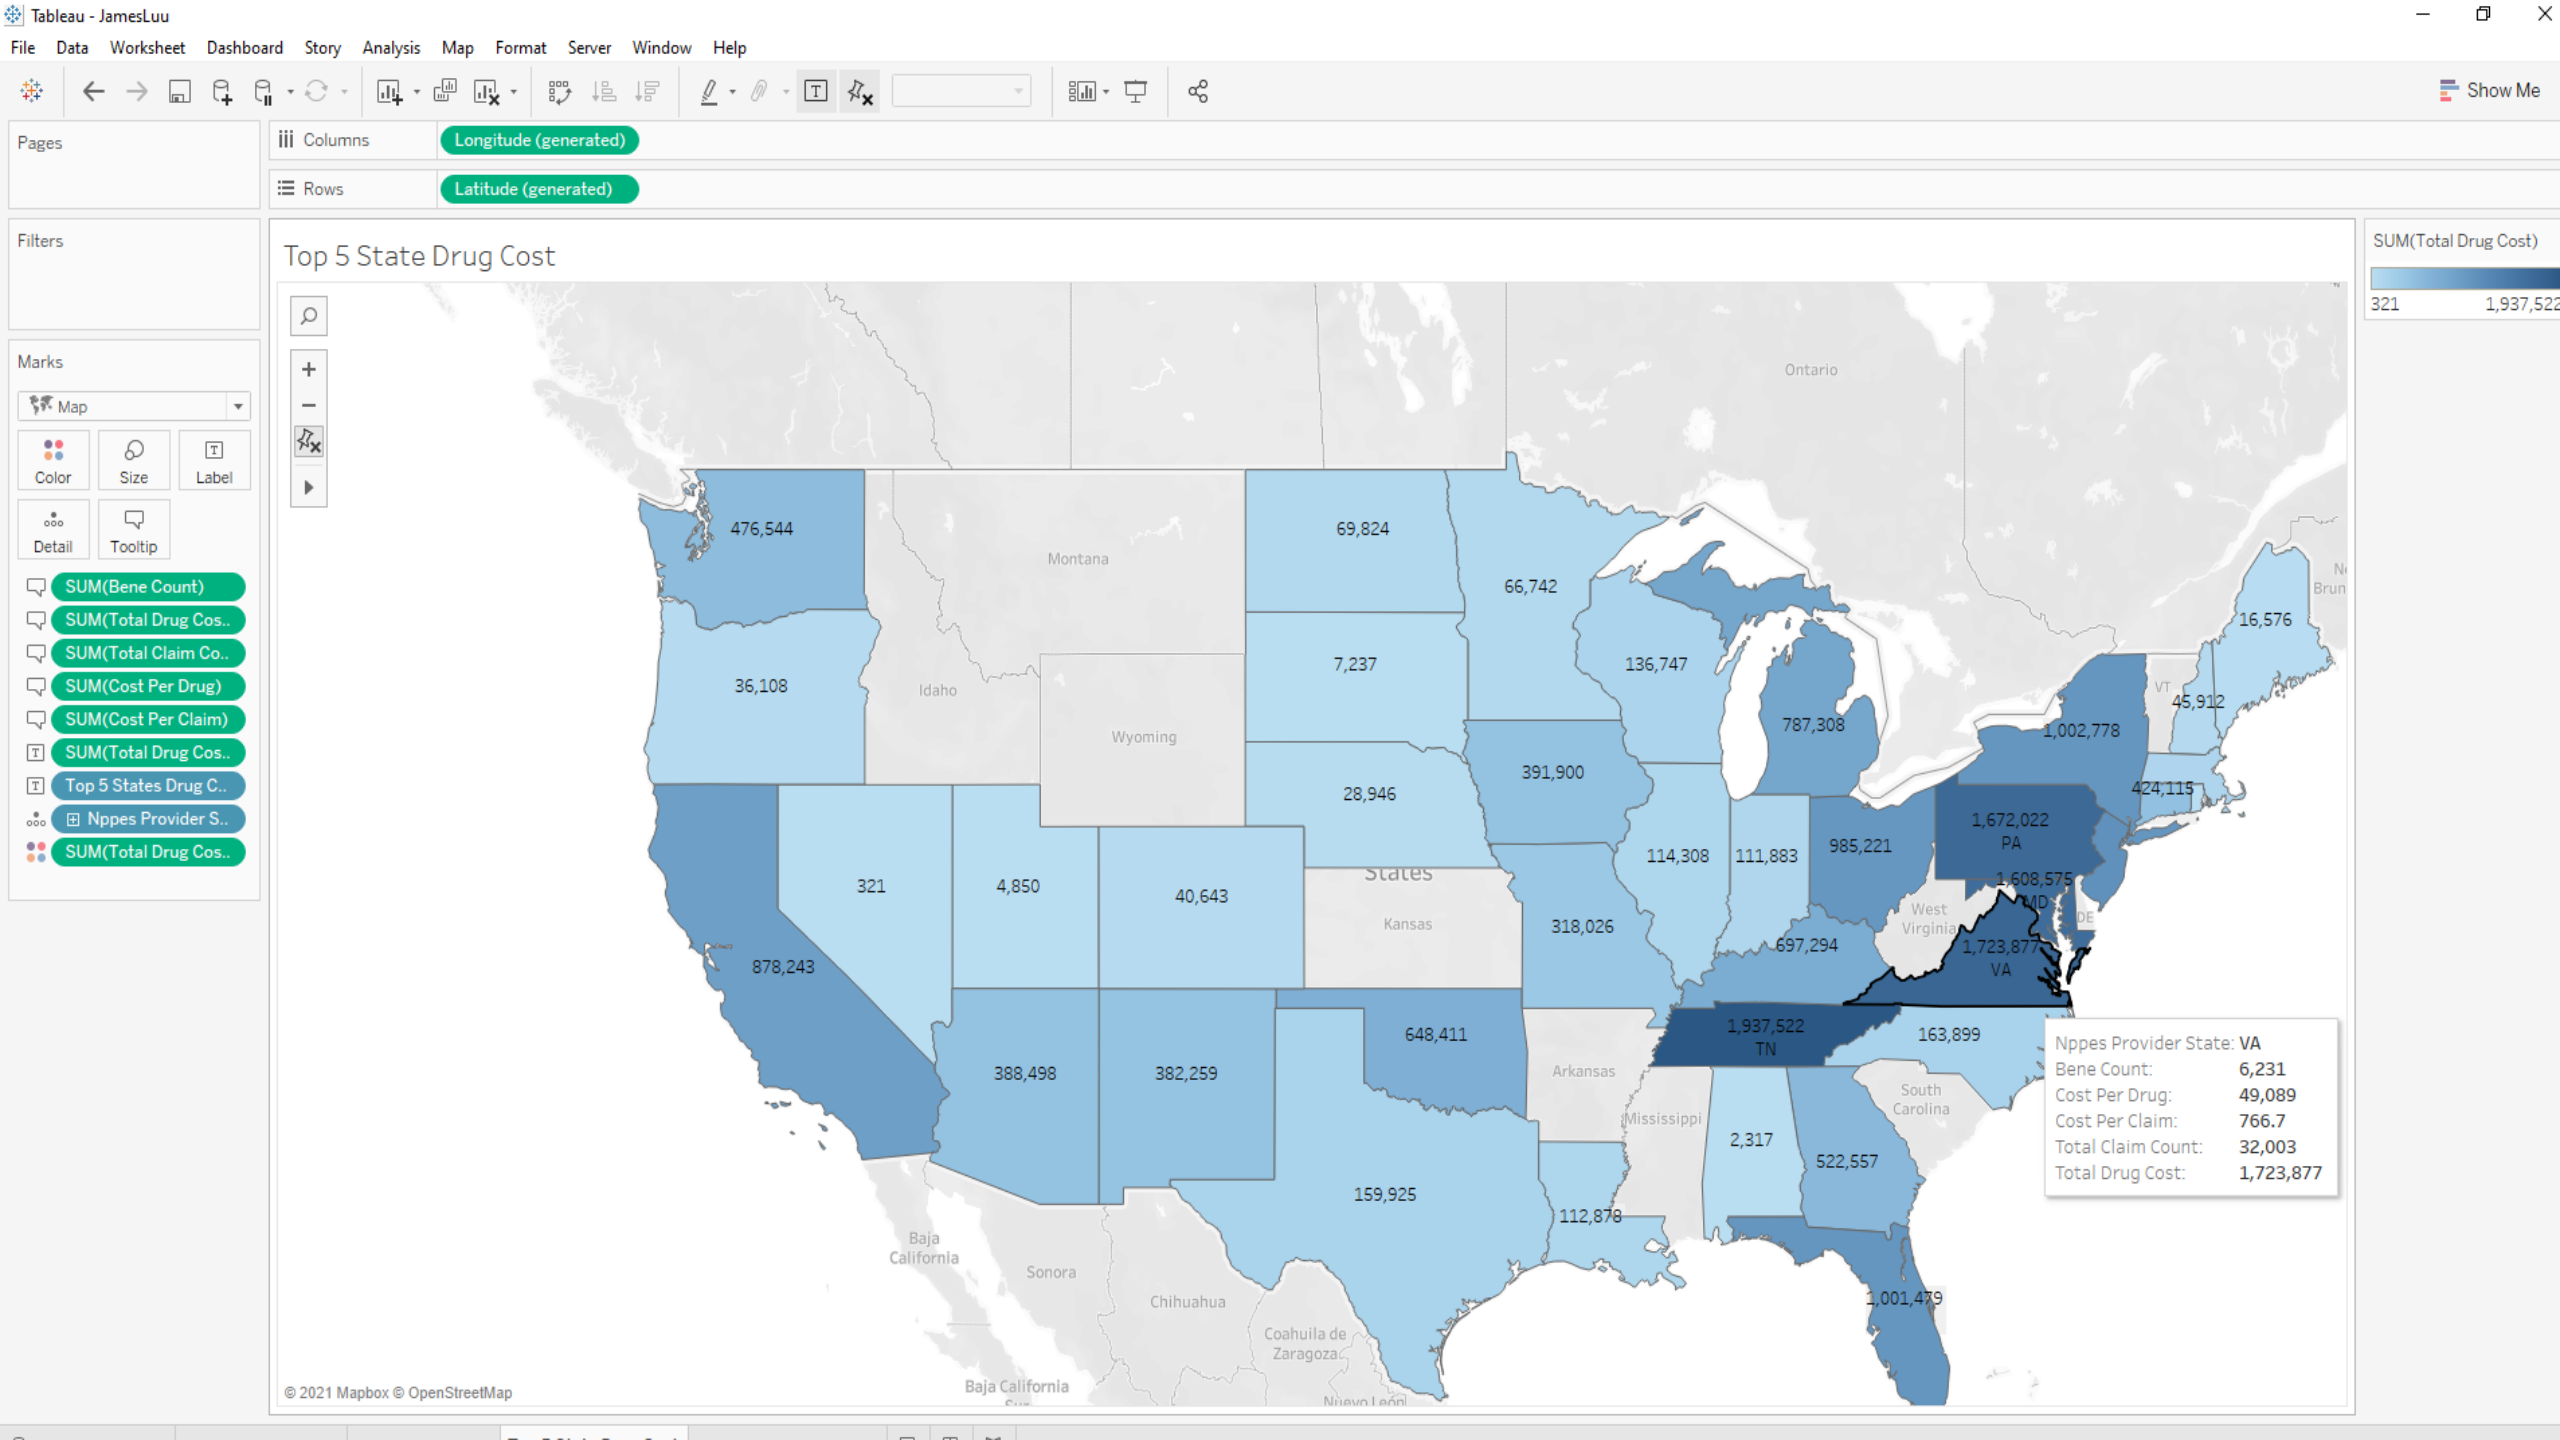 Tableau - JamesLuu
File Data Worksheet Dashboard Story Analysis Map Format Server Window Help
Show Me
Pages
Columns
Longitude (generated)
Rows
Latitude (generated)
Filters
Marks
Map
Color
Size
Label
Detail
Tooltip
SUM(Bene Count)
SUM(Total Drug Cos..
SUM(Total Claim Co..
SUM(Cost Per Drug)
SUM(Cost Per Claim)
SUM(Total Drug Cos..
Top 5 States Drug C..
Nppes Provider S..
SUM(Total Drug Cos..
Top 5 State Drug Cost
SUM(Total Drug Cost)
321 1,937,522
Ontario
476,544
69,824
Montana
66,742
Brun
16,576
7,237
136,747
36,108
Idaho
VT
45,912
787,308
1,002,778
Wyoming
391,900
424,115
28,946
1,672,022
PA
985,221
114,308
111,883
States
1,608,575
MD
321
4,850
40,643
Kansas
West
Virginia
DE
318,026
697,294
1,723,877
VA
878,243
1,937,522
TN
163,899
648,411
388,498
382,259
Arkansas
South
Carolina
Mississippi
2,317
522,557
159,925
112,878
1,001,479
Nppes Provider State: VA
Bene Count: 6,231
Cost Per Drug: 49,089
Cost Per Claim: 766.7
Total Claim Count: 32,003
Total Drug Cost: 1,723,877
Baja
California
Sonora
Chihuahua
Coahuila de
Zaragoza
Baja California
Nuevo León
© 2021 Mapbox © OpenStreetMap